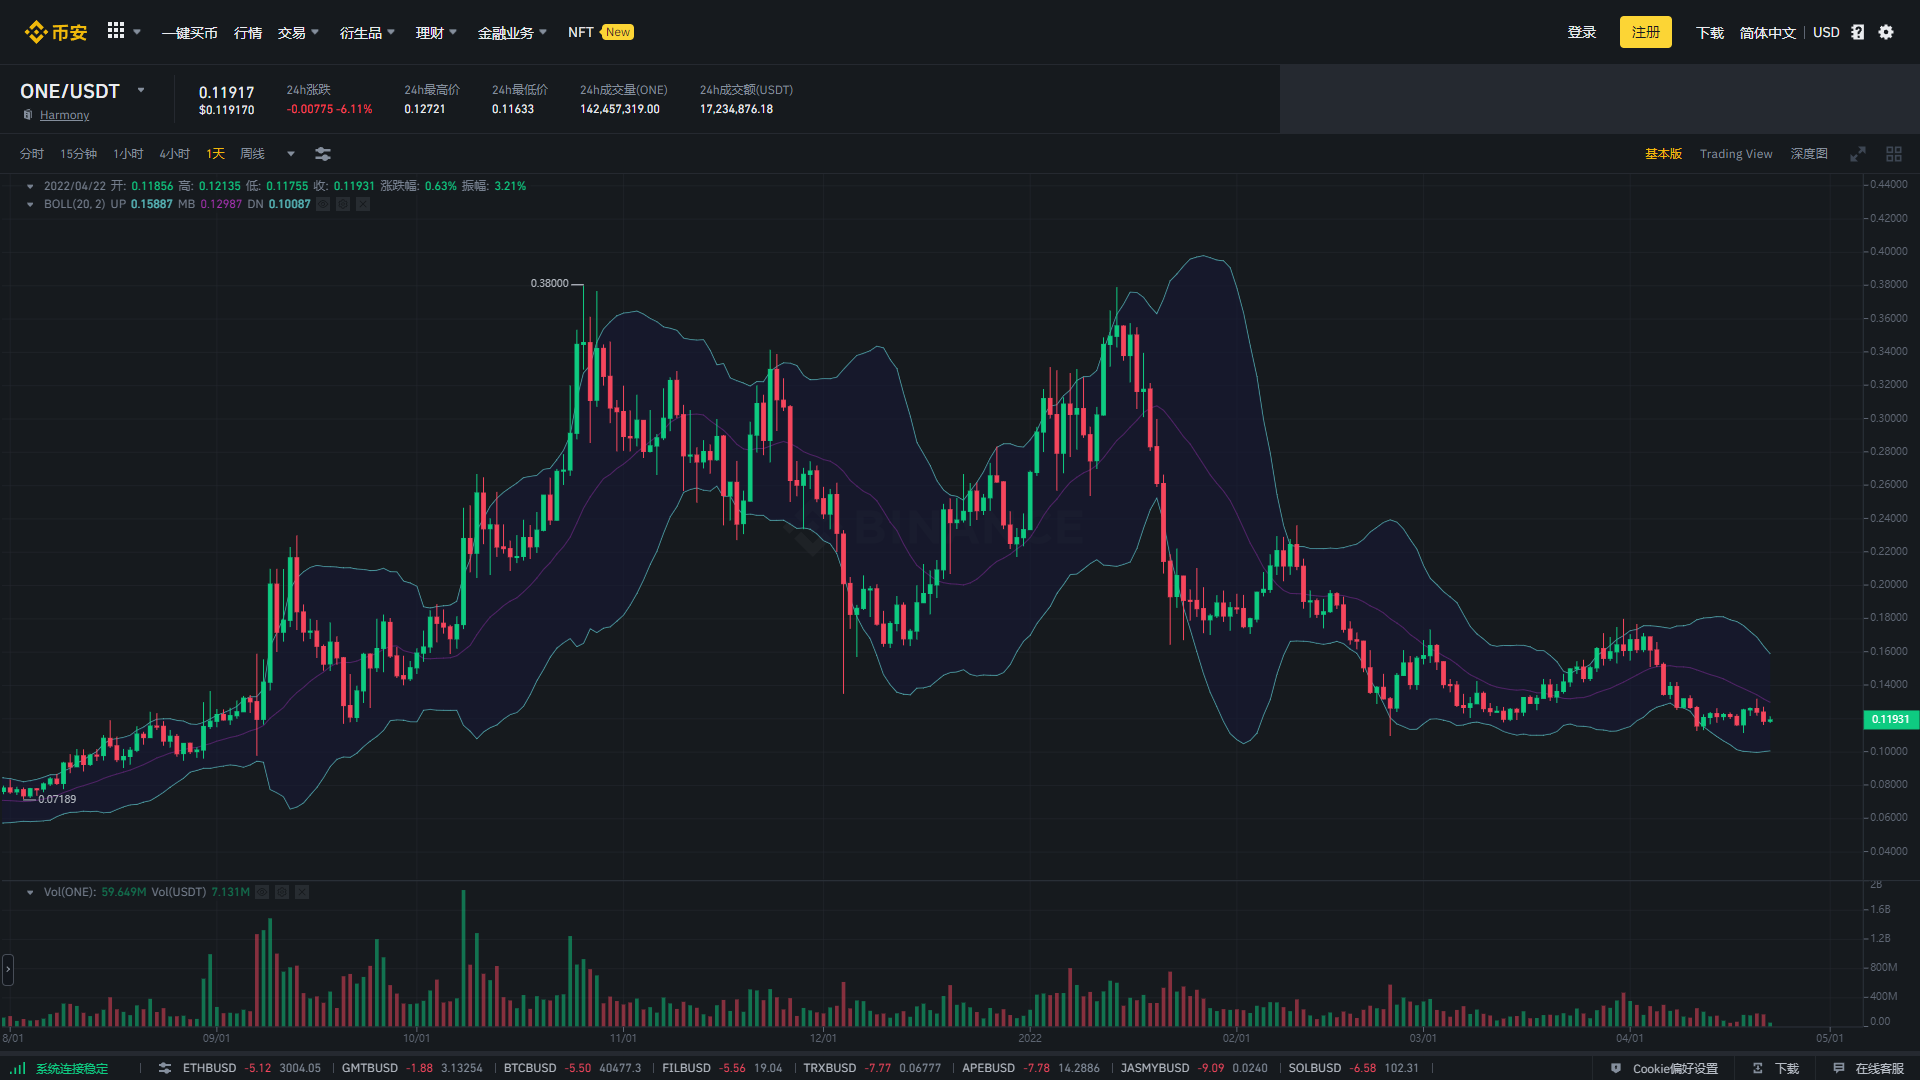 币安 一键买币 行情 交易 衍生品 理财 金融业务 NFT New 登录 注册 下载 简体中文 USD
ONE/USDT 0.11917 24h涨跌 24h最高价 24h最低价 24h成交量(ONE) 24h成交额(USDT)
Harmony $0.119170 -0.00775 -6.11% 0.12721 0.11633 142,457,319.00 17,234,876.18
分时 15分钟 1小时 4小时 1天 周线 基本版 Trading View 深度图
2022/04/22 开: 0.11856 高: 0.12135 低: 0.11755 收: 0.11931 涨跌幅: 0.63% 振幅: 3.21%
BOLL(20, 2) UP 0.15887 MB 0.12987 DN 0.10087
0.44000
0.42000
0.40000
0.38000
0.38000
0.36000
0.34000
0.32000
0.30000
0.28000
0.26000
0.24000
BINANCE
0.22000
0.20000
0.18000
0.16000
0.14000
0.11931
0.10000
0.08000
0.07189
0.06000
0.04000
Vol(ONE): 59.649M Vol(USDT) 7.131M
2B
1.6B
1.2B
800M
400M
0.00
8/01 09/01 10/01 11/01 12/01 2022 02/01 03/01 04/01 05/01
系统连接稳定 ETHBUSD -5.12 3004.05 GMTBUSD -1.88 3.13254 BTCBUSD -5.50 40477.3 FILBUSD -5.56 19.04 TRXBUSD -7.77 0.06777 APEBUSD -7.78 14.2886 JASMYBUSD -9.09 0.0240 SOLBUSD -6.58 102.31 Cookie偏好设置 下载 在线客服